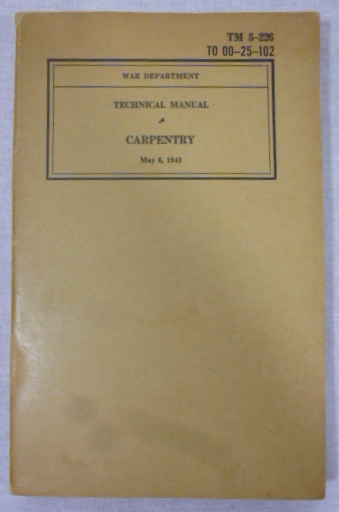 TM 5-226
TO 00-25-102
WAR DEPARTMENT
TECHNICAL MANUAL
CARPENTRY
May 6, 1943